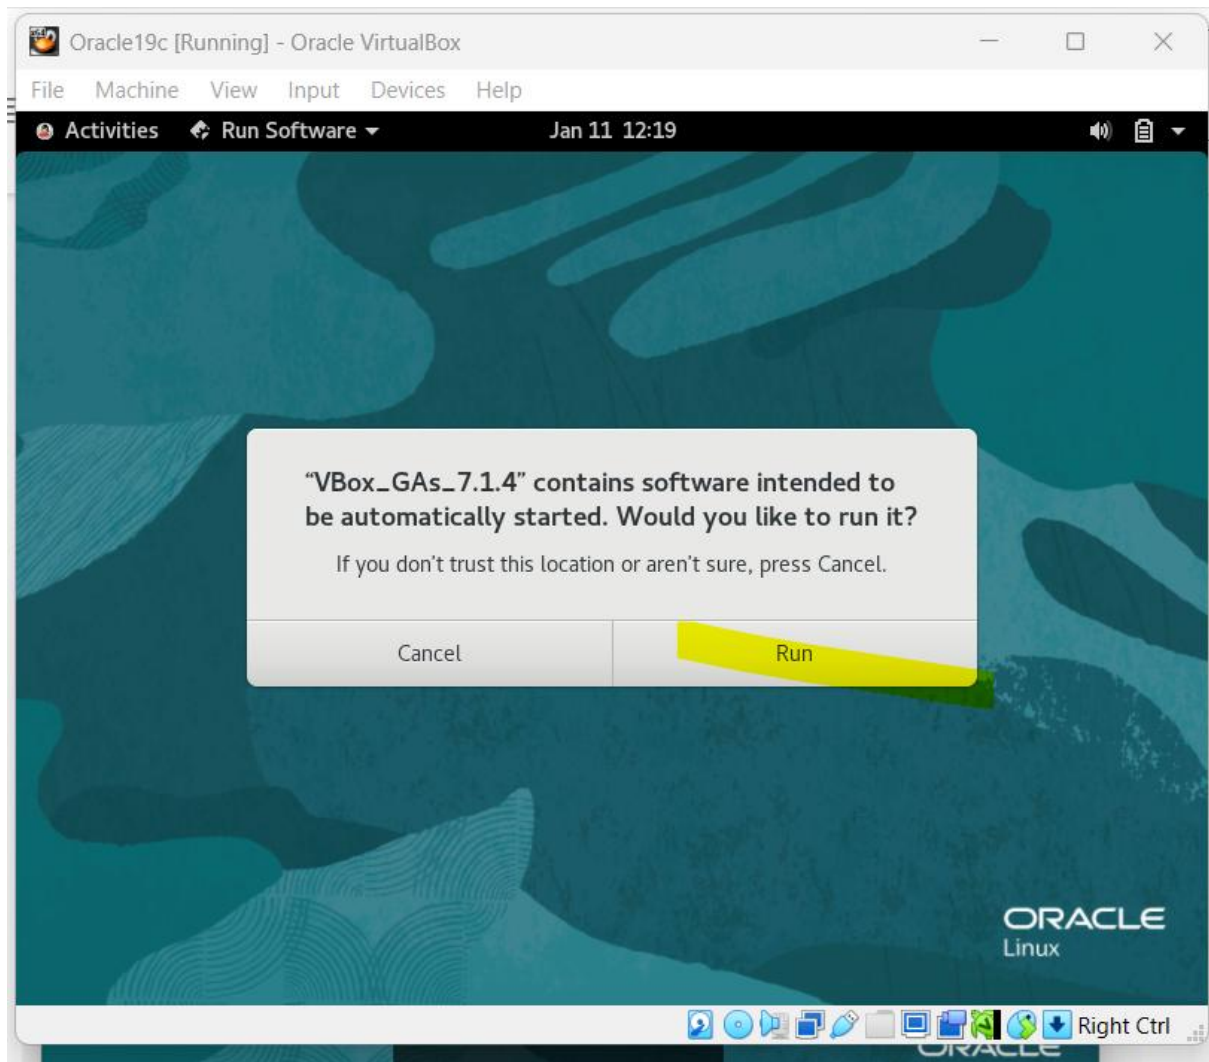 Oracle19c [Running] - Oracle VirtualBox
File Machine View Input Devices Help
Activities Run Software Jan 11 12:19
“VBox_GAs_7.1.4” contains software intended to
be automatically started. Would you like to run it?
If you don't trust this location or aren't sure, press Cancel.
Cancel Run
ORACLE
Linux
Right Ctrl
ORACLE